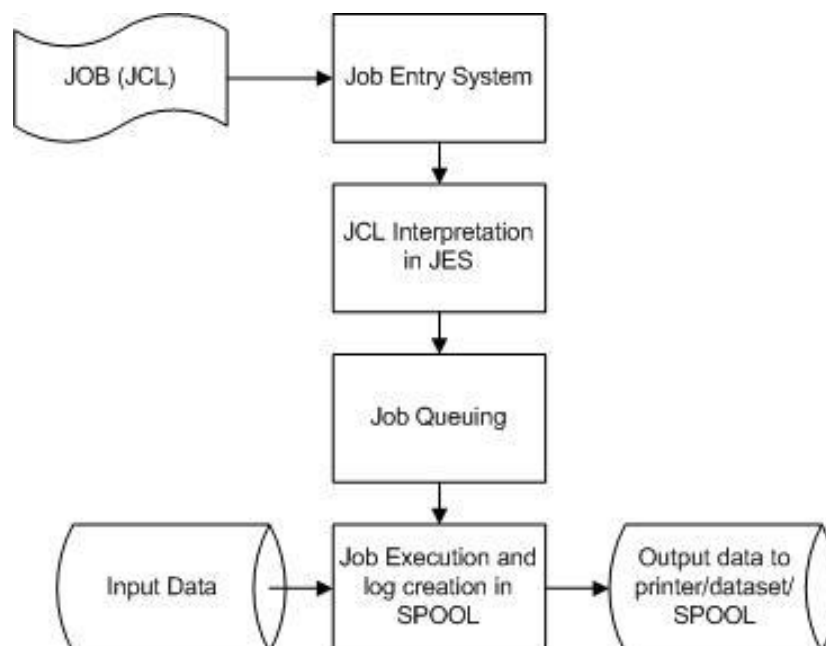 JOB (JCL)
Job Entry System
JCL Interpretation
in JES
Job Queuing
Input Data
Job Execution and
log creation in
SPOOL
Output data to
printer/dataset/
SPOOL